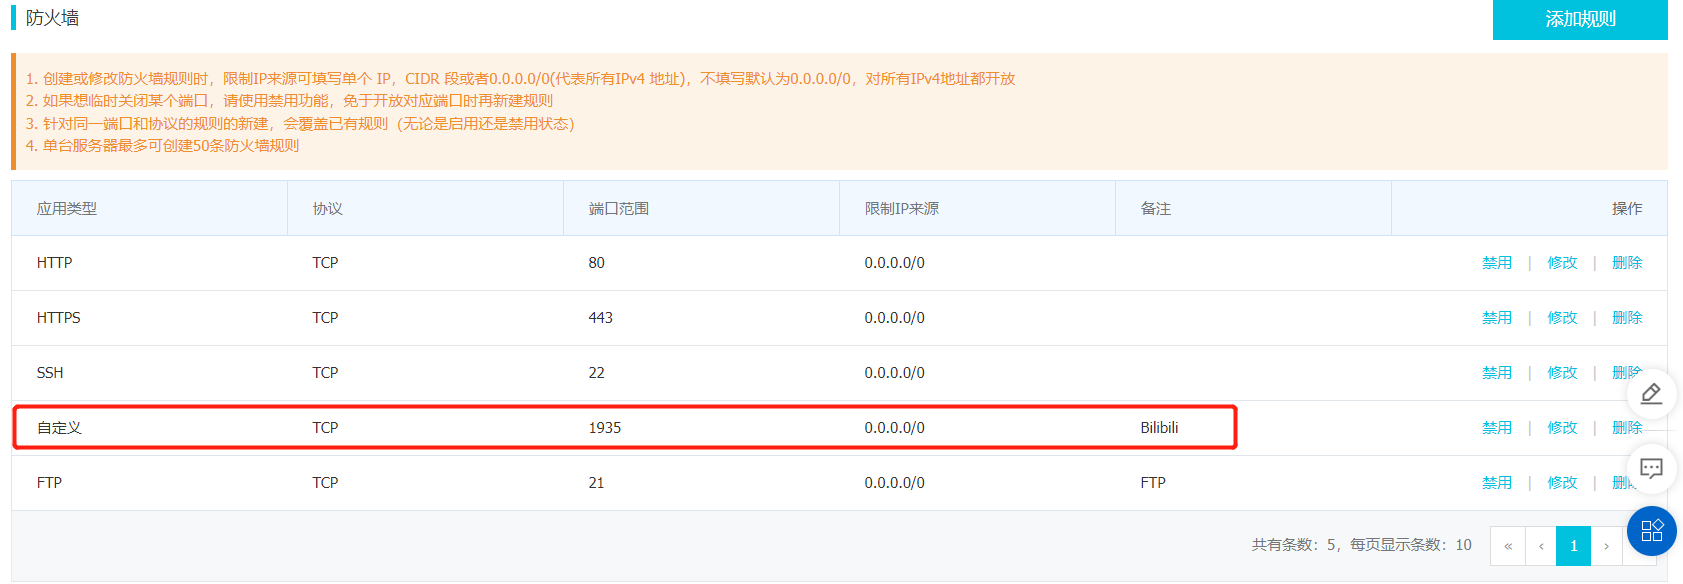 防火墙
添加规则
1. 创建或修改防火墙规则时，限制IP来源可填写单个 IP，CIDR 段或者0.0.0.0/0(代表所有IPv4 地址)，不填写默认为0.0.0.0/0，对所有IPv4地址都开放
2. 如果想临时关闭某个端口，请使用禁用功能，免于开放对应端口时再新建规则
3. 针对同一端口和协议的规则的新建，会覆盖已有规则（无论是启用还是禁用状态）
4. 单台服务器最多可创建50条防火墙规则
应用类型 协议 端口范围 限制IP来源 备注 操作
HTTP TCP 80 0.0.0.0/0 禁用 | 修改 | 删除
HTTPS TCP 443 0.0.0.0/0 禁用 | 修改 | 删除
SSH TCP 22 0.0.0.0/0 禁用 | 修改 | 删除
自定义 TCP 1935 0.0.0.0/0 Bilibili 禁用 | 修改 | 删除
FTP TCP 21 0.0.0.0/0 FTP 禁用 | 修改 | 删除
共有条数：5，每页显示条数：10 « ‹ 1 ›